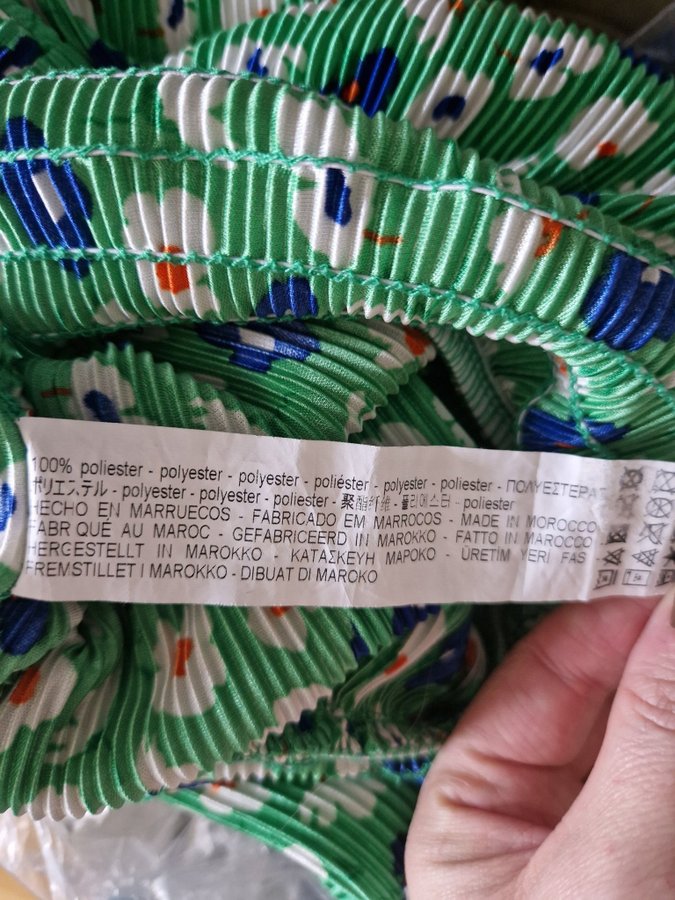 100% poliester - polyester - polyester - poliéster - polyester - poliester - ΠΟΛΥΕΣΤΕΡΑΣ
ポリエステル - polyester - polyester - poliester - 聚酯纤维 - 폴리에스터 - poliester
HECHO EN MARRUECOS - FABRICADO EM MARROCOS - MADE IN MOROCCO
FABRIQUÉ AU MAROC - GEFABRICEERD IN MAROKKO - FATTO IN MAROCCO
HERGESTELLT IN MAROKKO - ΚΑΤΑΣΚΕΥΗ ΜΑΡΟΚΟ - ÜRETİM YERİ FAS -
FREMSTILLET I MAROKKO - DIBUAT DI MAROKO